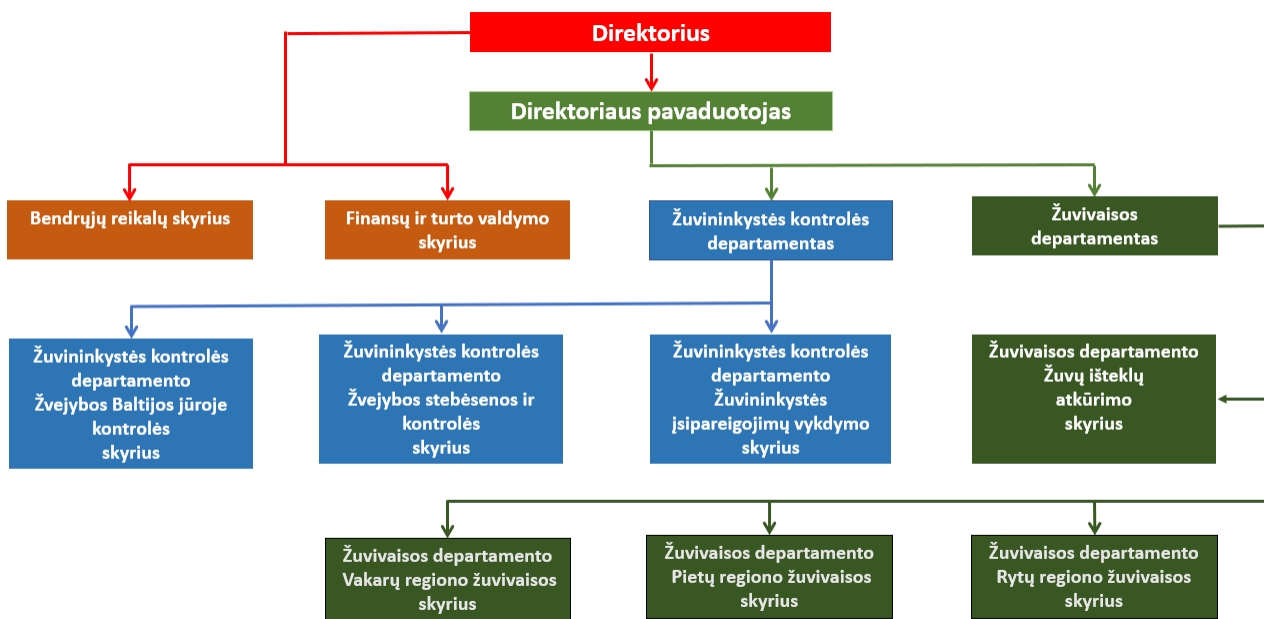 Direktorius
Direktoriaus pavaduotojas
Bendrųjų reikalų skyrius
Finansų ir turto valdymo
skyrius
Žuvininkystės kontrolės
departamentas
Žuvivaisos
departamentas
Žuvininkystės kontrolės
departamento
Žvejybos Baltijos jūroje
kontrolės
skyrius
Žuvininkystės kontrolės
departamento
Žvejybos stebėsenos ir
kontrolės
skyrius
Žuvininkystės kontrolės
departamento
Žuvininkystės
įsipareigojimų vykdymo
skyrius
Žuvivaisos departamento
Žuvų išteklų
atkūrimo
skyrius
Žuvivaisos departamento
Vakarų regiono žuvivaisos
skyrius
Žuvivaisos departamento
Pietų regiono žuvivaisos
skyrius
Žuvivaisos departamento
Rytų regiono žuvivaisos
skyrius